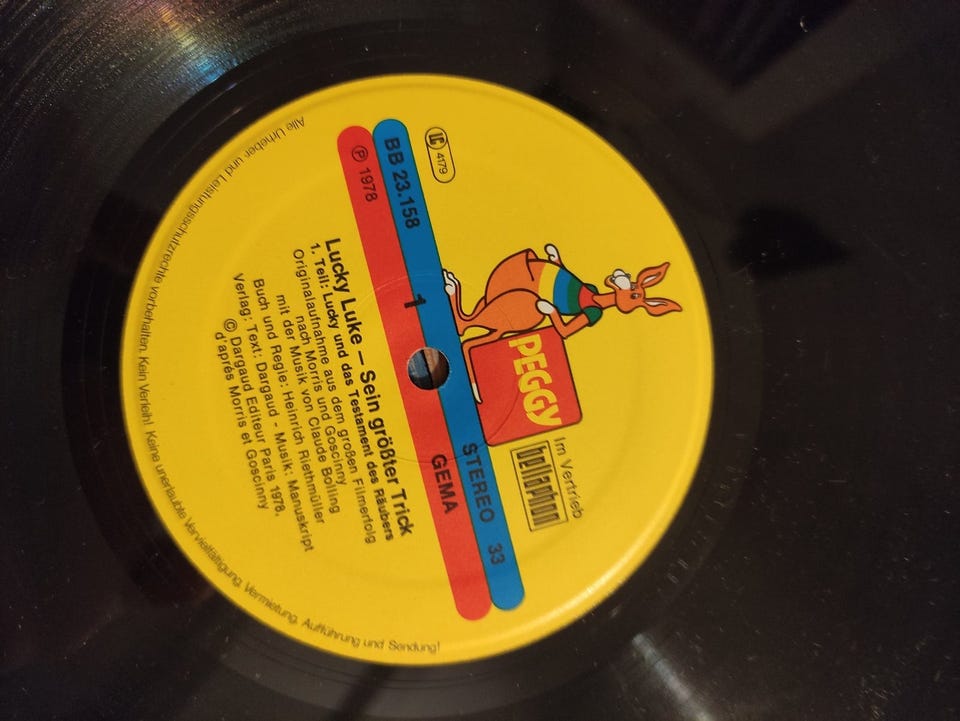 PEGGY
Im Vertrieb
bellaphon
LC 4179
BB 23.158
1
STEREO 33
℗ 1978
GEMA
Lucky Luke – Sein größter Trick
1. Teil: Lucky und das Testament des Räubers
Originalaufnahme aus dem großen Filmerfolg
nach Morris und Goscinny
mit der Musik von Claude Bolling
Buch und Regie: Heinrich Riethmüller
Verlag: Text: Dargaud - Musik: Manuskript
© Dargaud Editeur Paris 1978,
d'après Morris et Goscinny
Alle Urheber und Leistungsschutzrechte vorbehalten. Kein Verleih! Keine unerlaubte Vervielfältigung, Vermietung, Aufführung und Sendung!